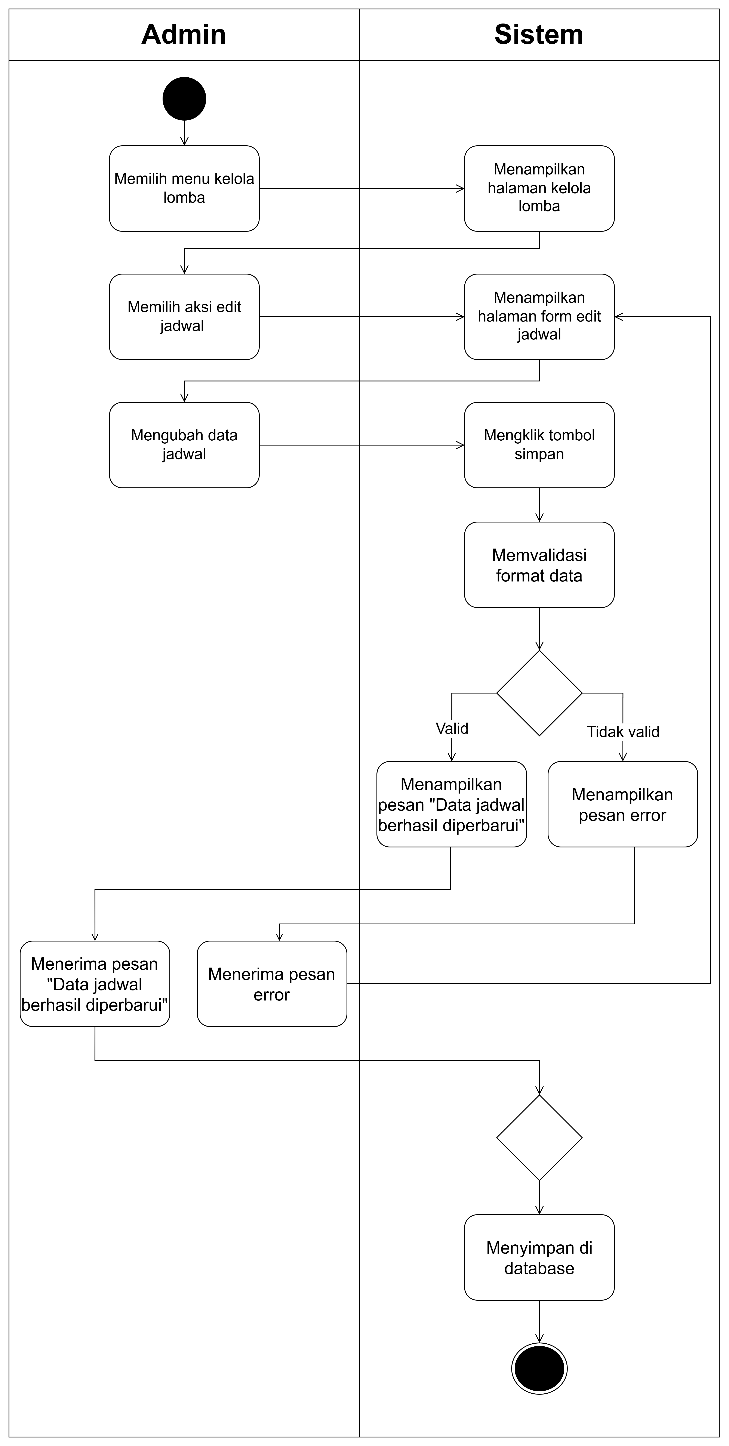 Admin
Sistem
Memilih menu kelola
lomba
Menampilkan
halaman kelola
lomba
Memilih aksi edit
jadwal
Menampilkan
halaman form edit
jadwal
Mengubah data
jadwal
Mengklik tombol
simpan
Memvalidasi
format data
Valid
Tidak valid
Menampilkan
pesan "Data jadwal
berhasil diperbarui"
Menampilkan
pesan error
Menerima pesan
"Data jadwal
berhasil diperbarui"
Menerima pesan
error
Menyimpan di
database